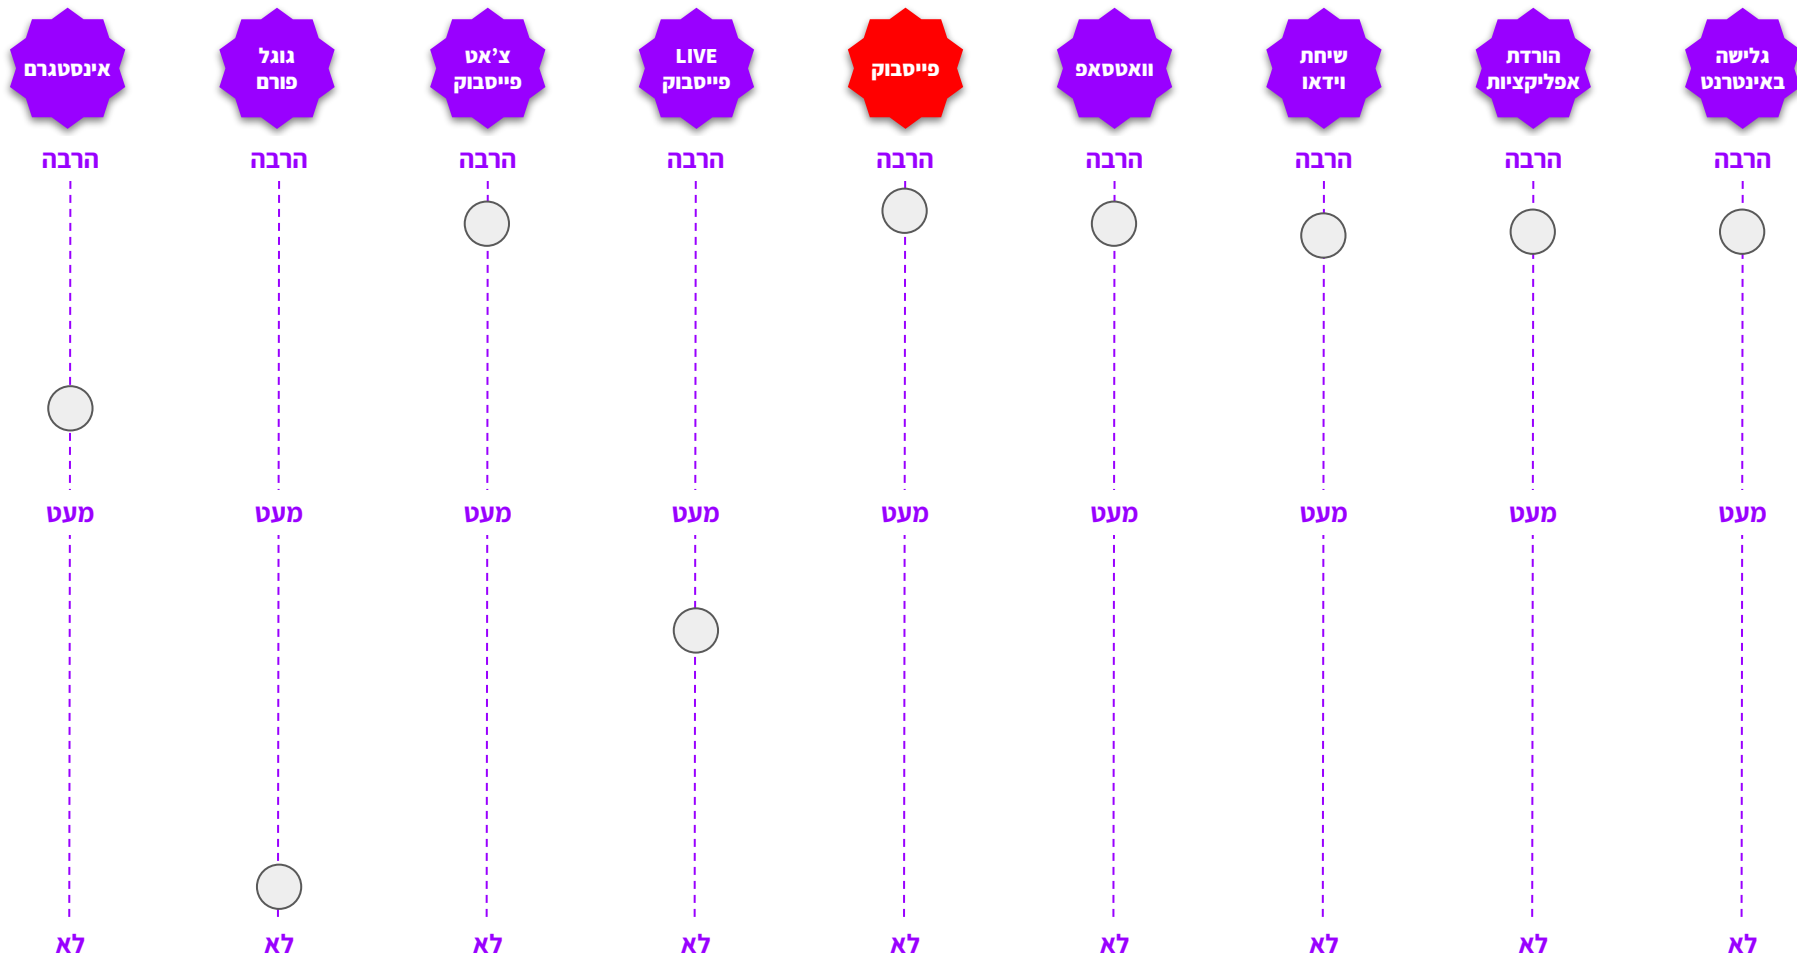 גלישה
באינטרנט
הורדת
אפליקציות
שיחת
וידאו
וואטסאפ
פייסבוק
LIVE
פייסבוק
צ'אט
פייסבוק
גוגל
פורם
אינסטגרם
הרבה הרבה הרבה הרבה הרבה הרבה הרבה הרבה הרבה
מעט מעט מעט מעט מעט מעט מעט מעט מעט
לא לא לא לא לא לא לא לא לא